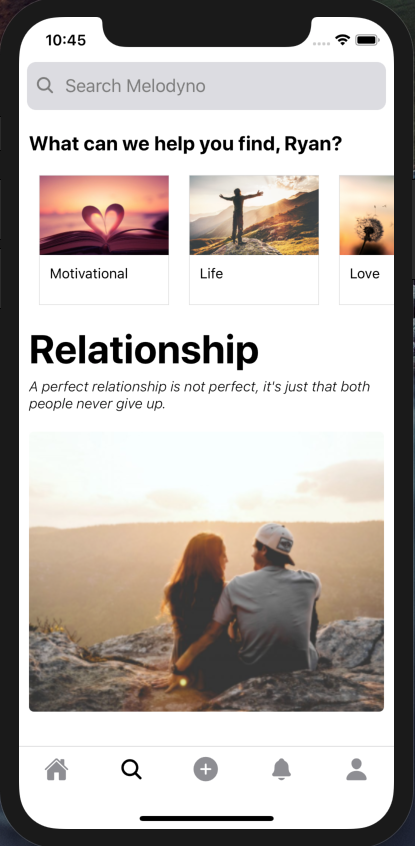 10:45
Search Melodyno
What can we help you find, Ryan?
Motivational
Life
Love
Relationship
A perfect relationship is not perfect, it's just that both
people never give up.